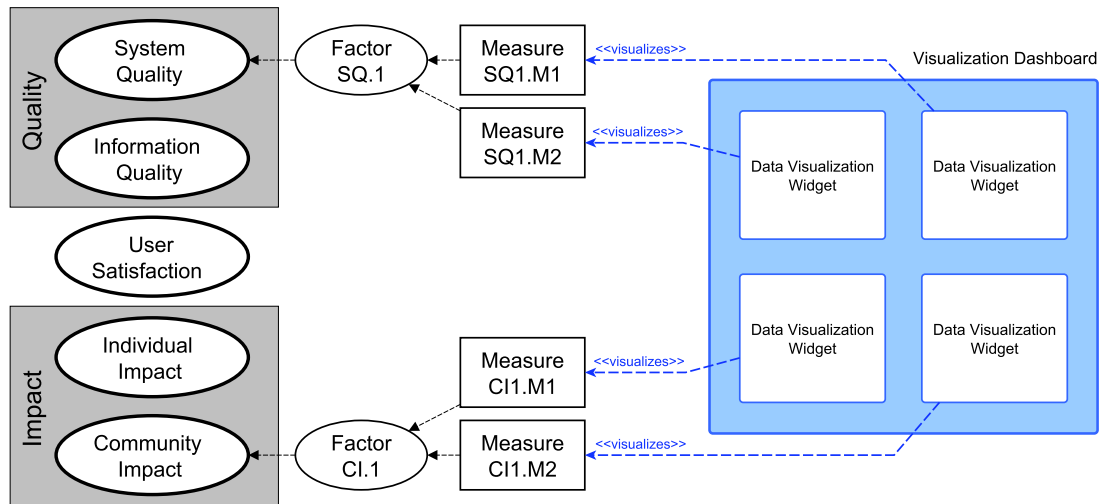 Quality
System
Quality
Information
Quality
User
Satisfaction
Impact
Individual
Impact
Community
Impact
Factor
SQ.1
Measure
SQ1.M1
Measure
SQ1.M2
Factor
CI.1
Measure
CI1.M1
Measure
CI1.M2
<<visualizes>>
<<visualizes>>
<<visualizes>>
<<visualizes>>
Visualization Dashboard
Data Visualization
Widget
Data Visualization
Widget
Data Visualization
Widget
Data Visualization
Widget